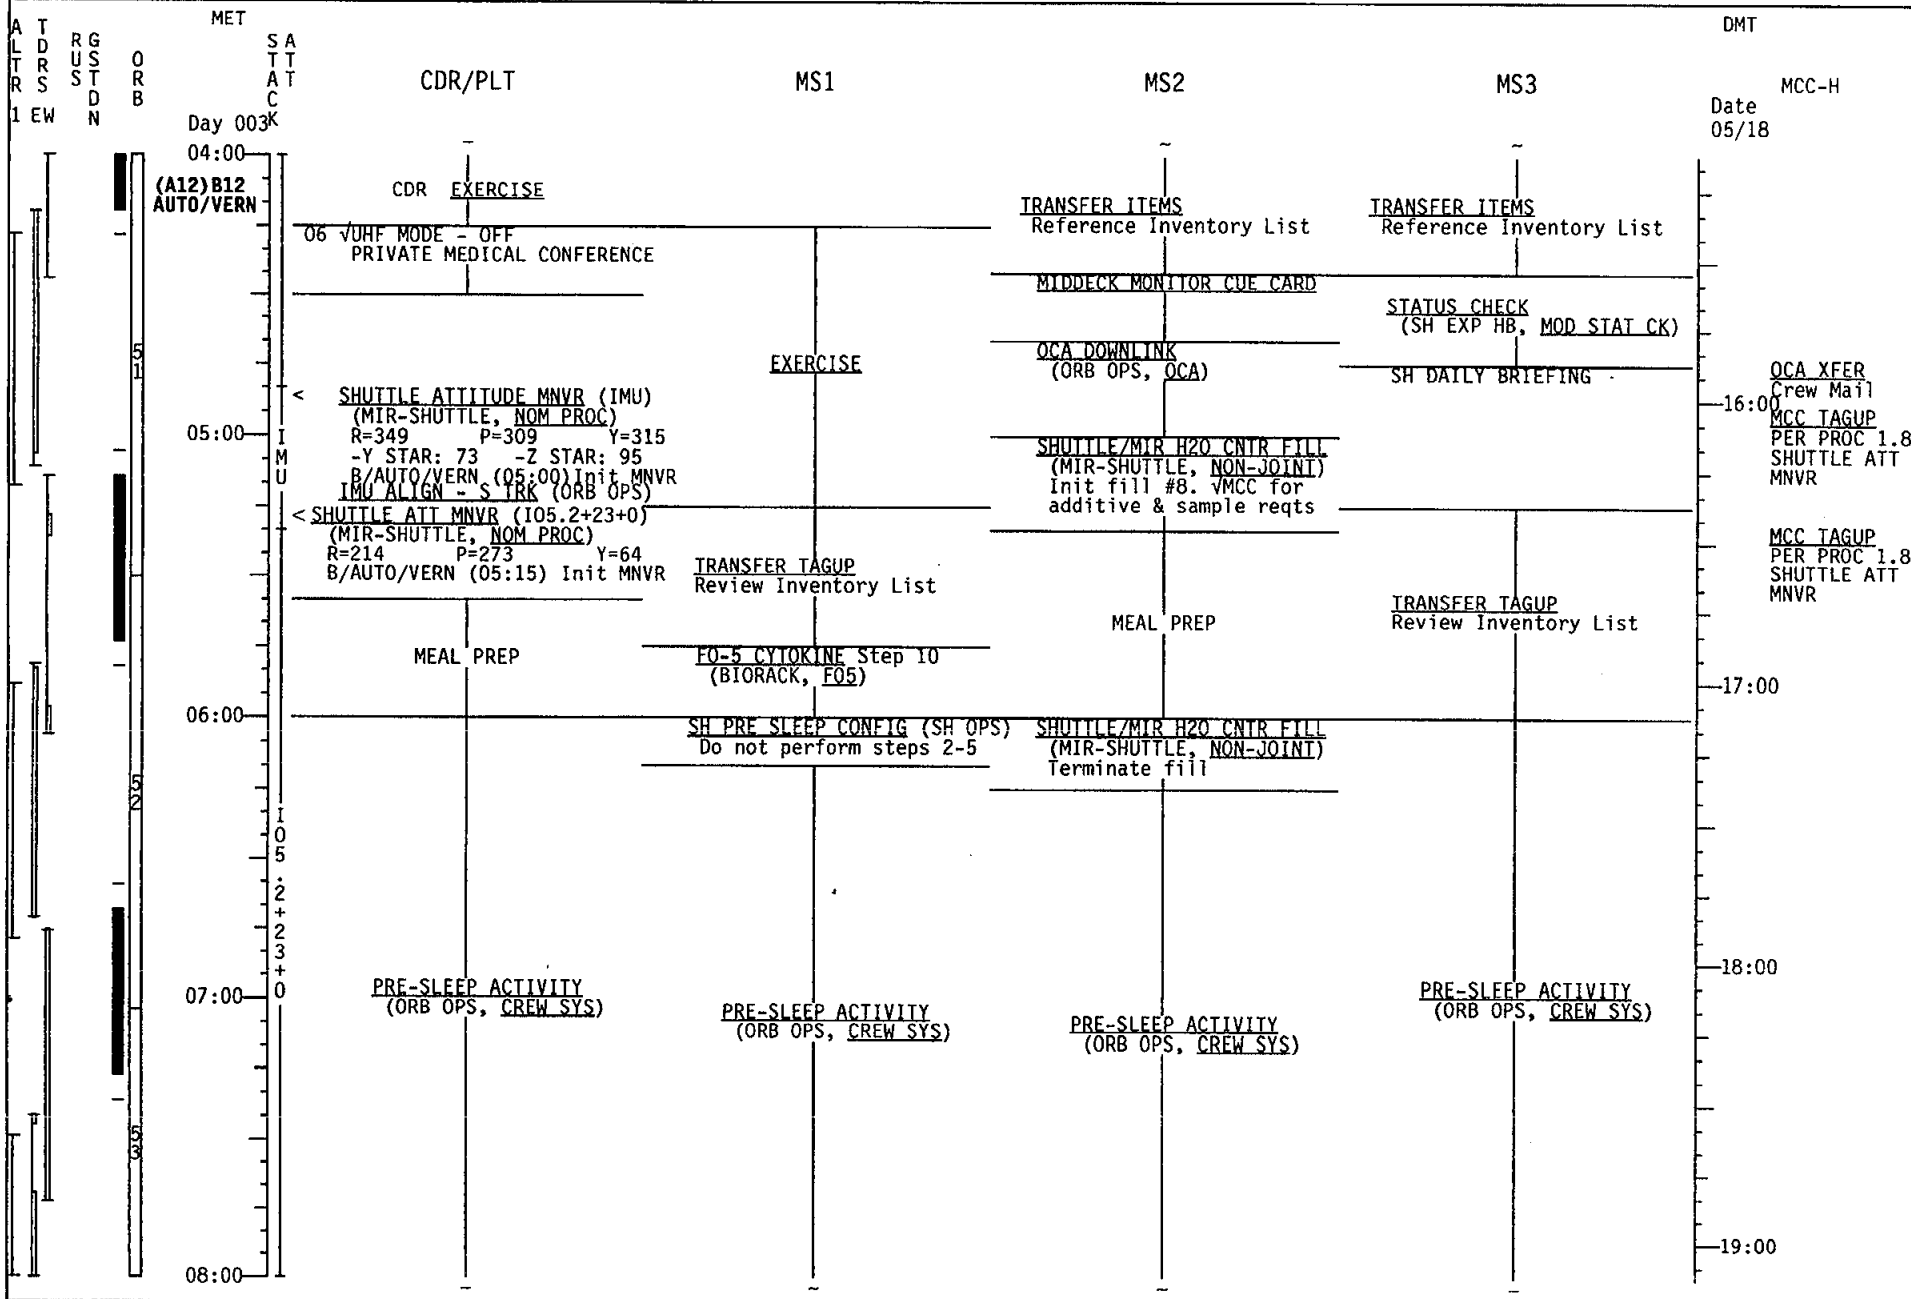 MET
DMT
ALTR 1
TDRS EW
RUS
GSTDN
ORB
STACK
ATT
CDR/PLT
MS1
MS2
MS3
MCC-H
Day 003
Date
05/18
04:00
(A12)B12
AUTO/VERN
CDR EXERCISE
06 √UHF MODE - OFF
PRIVATE MEDICAL CONFERENCE
51
< SHUTTLE ATTITUDE MNVR (IMU)
(MIR-SHUTTLE, NOM PROC)
R=349 P=309 Y=315
-Y STAR: 73 -Z STAR: 95
B/AUTO/VERN (05:00)Init MNVR
IMU ALIGN - S TRK (ORB OPS)
< SHUTTLE ATT MNVR (IO5.2+23+0)
(MIR-SHUTTLE, NOM PROC)
R=214 P=273 Y=64
B/AUTO/VERN (05:15) Init MNVR
05:00
IMU
MEAL PREP
06:00
52
IO5.2+23+0
07:00
PRE-SLEEP ACTIVITY
(ORB OPS, CREW SYS)
53
08:00
EXERCISE
TRANSFER TAGUP
Review Inventory List
FO-5 CYTOKINE Step 10
(BIORACK, FO5)
SH PRE SLEEP CONFIG (SH OPS)
Do not perform steps 2-5
PRE-SLEEP ACTIVITY
(ORB OPS, CREW SYS)
TRANSFER ITEMS
Reference Inventory List
MIDDECK MONITOR CUE CARD
OCA DOWNLINK
(ORB OPS, OCA)
SHUTTLE/MIR H2O CNTR FILL
(MIR-SHUTTLE, NON-JOINT)
Init fill #8. √MCC for
additive & sample reqts
MEAL PREP
SHUTTLE/MIR H2O CNTR FILL
(MIR-SHUTTLE, NON-JOINT)
Terminate fill
PRE-SLEEP ACTIVITY
(ORB OPS, CREW SYS)
TRANSFER ITEMS
Reference Inventory List
STATUS CHECK
(SH EXP HB, MOD STAT CK)
SH DAILY BRIEFING
TRANSFER TAGUP
Review Inventory List
PRE-SLEEP ACTIVITY
(ORB OPS, CREW SYS)
16:00
17:00
18:00
19:00
OCA XFER
Crew Mail
MCC TAGUP
PER PROC 1.8
SHUTTLE ATT
MNVR
MCC TAGUP
PER PROC 1.8
SHUTTLE ATT
MNVR